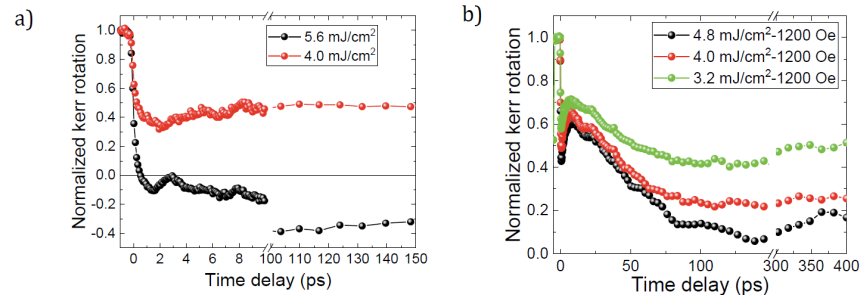 a)
Normalized kerr rotation
1.0
0.8
0.6
0.4
0.2
0.0
-0.2
-0.4
5.6 mJ/cm²
4.0 mJ/cm²
0 2 4 6 8 10 100 110 120 130 140 150
Time delay (ps)
b)
Normalized Kerr rotation
1.0
0.8
0.6
0.4
0.2
0.0
4.8 mJ/cm²-1200 Oe
4.0 mJ/cm²-1200 Oe
3.2 mJ/cm²-1200 Oe
0 50 100 300 350 400
Time delay (ps)